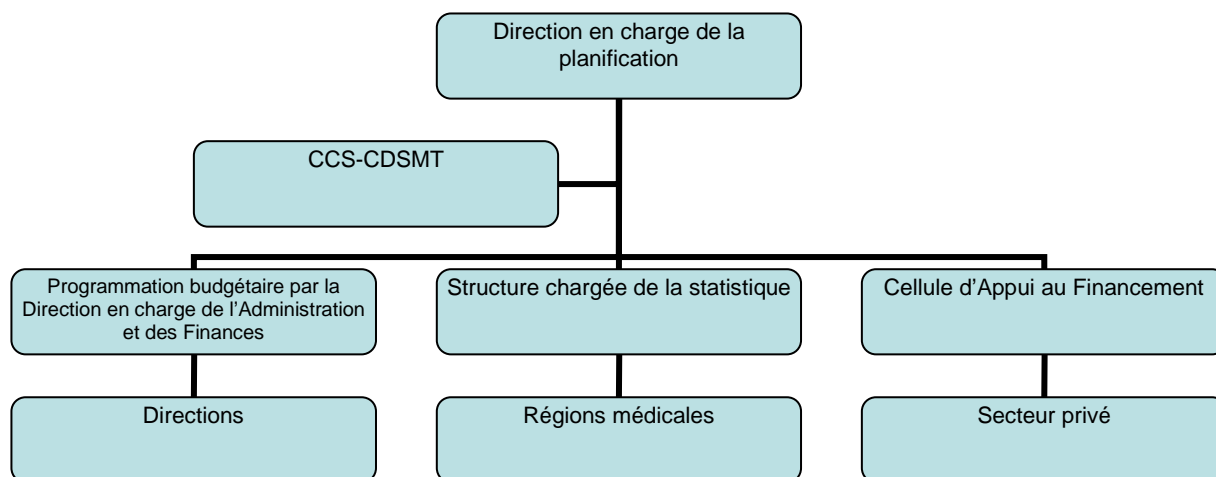 Direction en charge de la
planification
CCS-CDSMT
Programmation budgétaire par la
Direction en charge de l'Administration
et des Finances
Structure chargée de la statistique
Cellule d'Appui au Financement
Directions
Régions médicales
Secteur privé